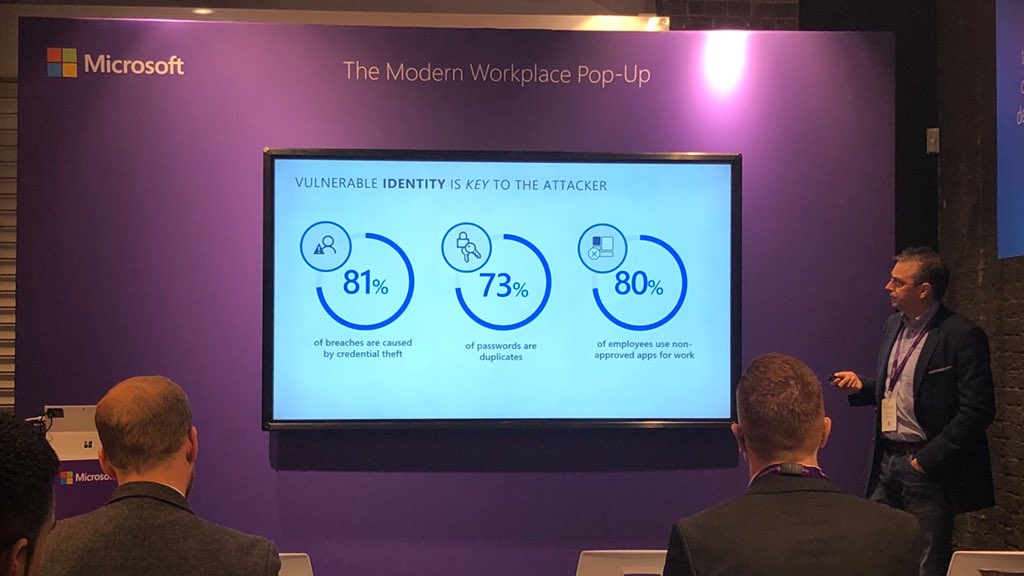 Microsoft
The Modern Workplace Pop-Up
VULNERABLE IDENTITY IS KEY TO THE ATTACKER
81%
of breaches are caused
by credential theft
73%
of passwords are
duplicates
80%
of employees use non-
approved apps for work
Microsoft